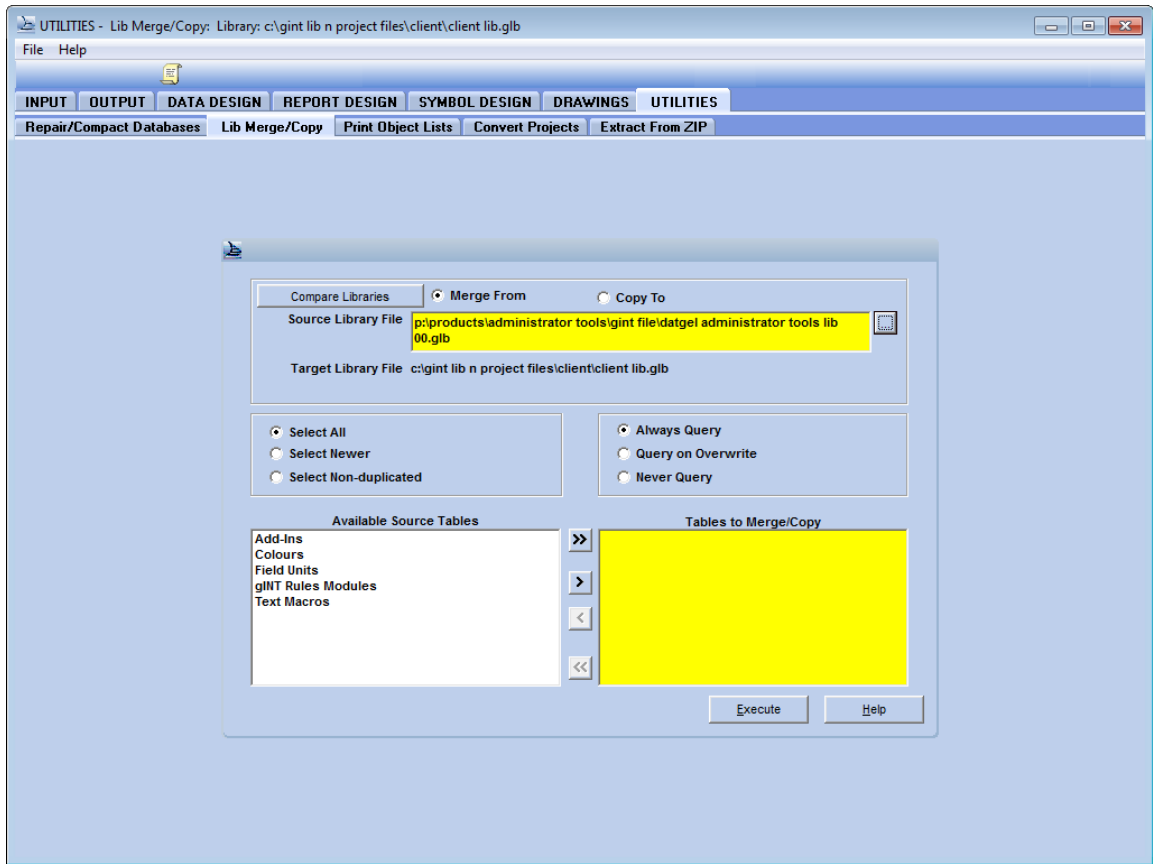 UTILITIES - Lib Merge/Copy: Library: c:\gint lib n project files\client\client lib.glb
File Help
INPUT OUTPUT DATA DESIGN REPORT DESIGN SYMBOL DESIGN DRAWINGS UTILITIES
Repair/Compact Databases Lib Merge/Copy Print Object Lists Convert Projects Extract From ZIP
Compare Libraries Merge From Copy To
Source Library File p:\products\administrator tools\gint file\datgel administrator tools lib
00.glb
...
Target Library File c:\gint lib n project files\client\client lib.glb
Select All
Select Newer
Select Non-duplicated
Always Query
Query on Overwrite
Never Query
Available Source Tables
Add-Ins
Colours
Field Units
gINT Rules Modules
Text Macros
>>
>
<
<<
Tables to Merge/Copy
Execute Help